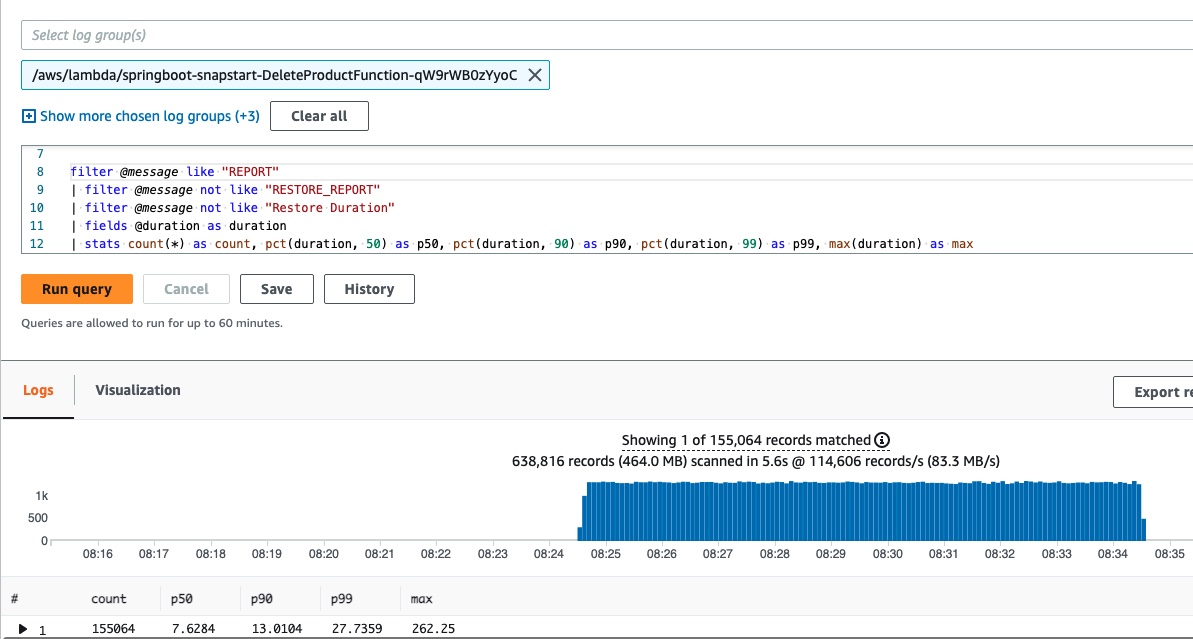 Select log group(s)
/aws/lambda/springboot-snapstart-DeleteProductFunction-qW9rWB0zYyoC
Show more chosen log groups (+3) Clear all
7
8 filter @message like "REPORT"
9 | filter @message not like "RESTORE_REPORT"
10 | filter @message not like "Restore Duration"
11 | fields @duration as duration
12 | stats count(*) as count, pct(duration, 50) as p50, pct(duration, 90) as p90, pct(duration, 99) as p99, max(duration) as max
Run query Cancel Save History
Queries are allowed to run for up to 60 minutes.
Logs Visualization Export re
Showing 1 of 155,064 records matched
638,816 records (464.0 MB) scanned in 5.6s @ 114,606 records/s (83.3 MB/s)
1k
500
0
08:16 08:17 08:18 08:19 08:20 08:21 08:22 08:23 08:24 08:25 08:26 08:27 08:28 08:29 08:30 08:31 08:32 08:33 08:34 08:35
# count p50 p90 p99 max
1 155064 7.6284 13.0104 27.7359 262.25